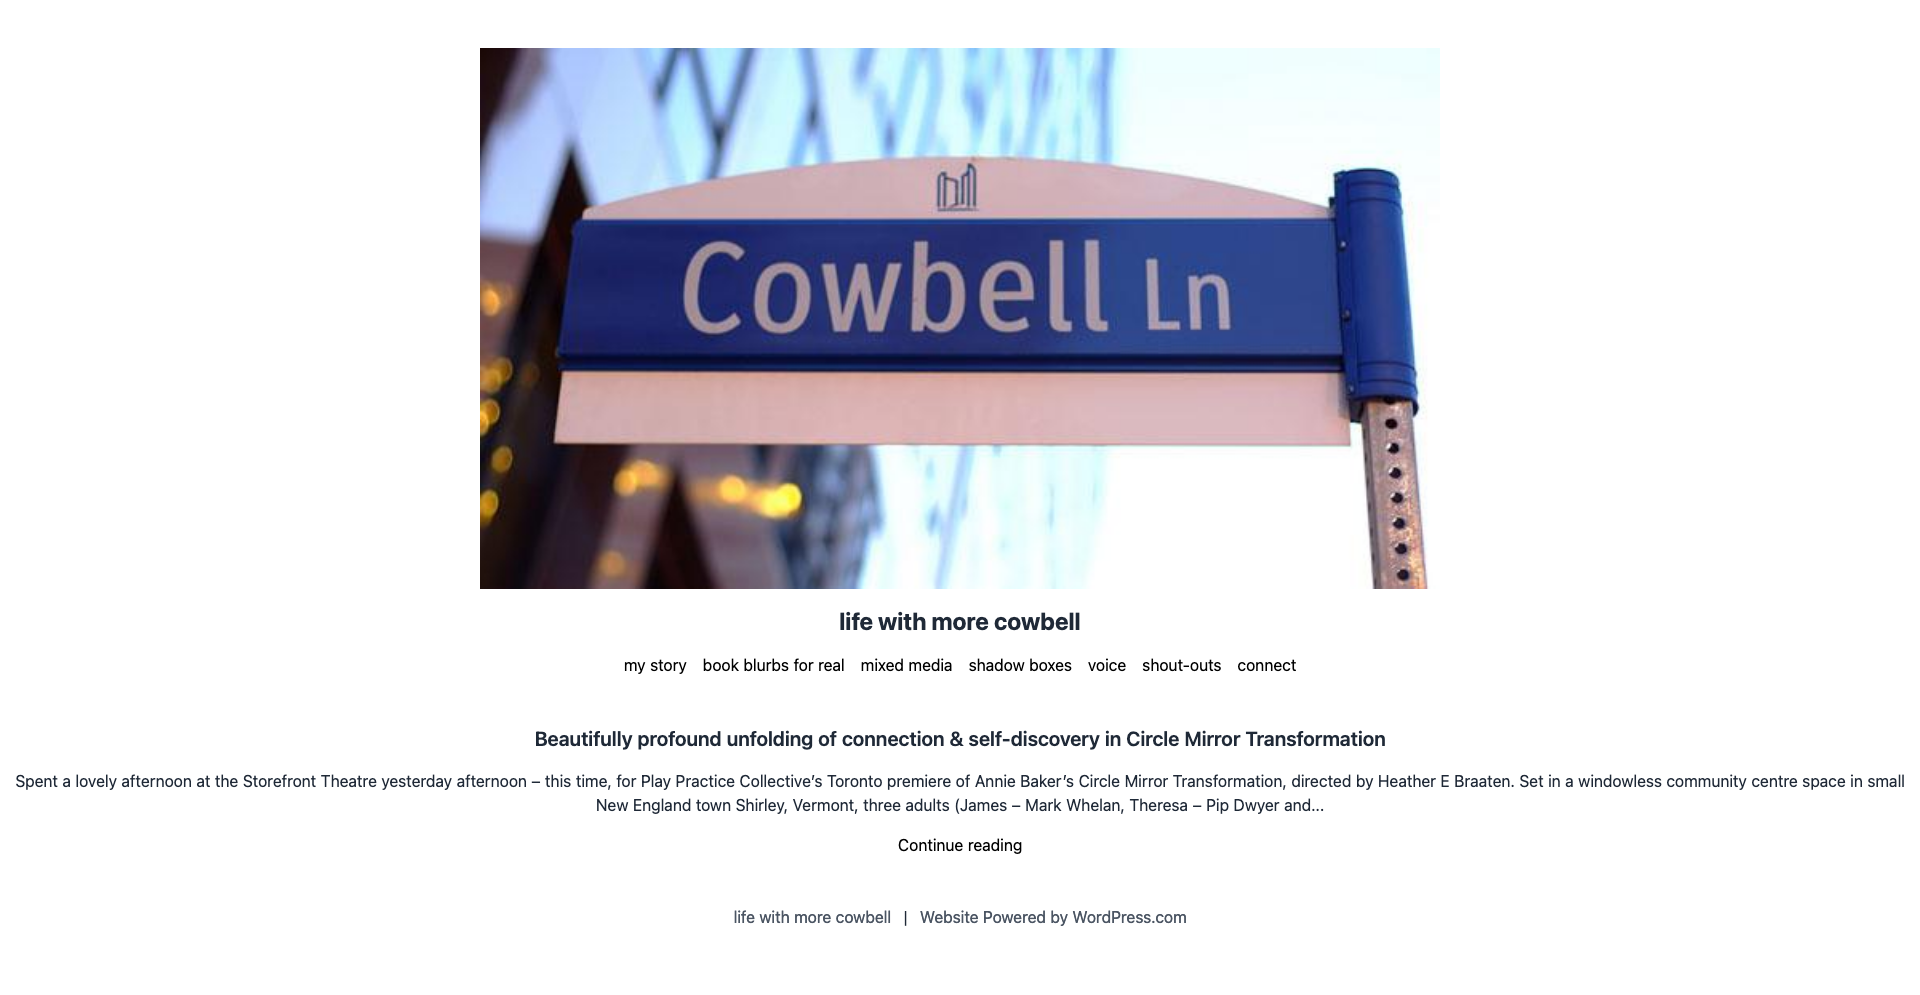 Cowbell Ln
life with more cowbell
my story book blurbs for real mixed media shadow boxes voice shout-outs connect
Beautifully profound unfolding of connection & self-discovery in Circle Mirror Transformation
Spent a lovely afternoon at the Storefront Theatre yesterday afternoon – this time, for Play Practice Collective’s Toronto premiere of Annie Baker’s Circle Mirror Transformation, directed by Heather E Braaten. Set in a windowless community centre space in small
New England town Shirley, Vermont, three adults (James – Mark Whelan, Theresa – Pip Dwyer and...
Continue reading
life with more cowbell | Website Powered by WordPress.com